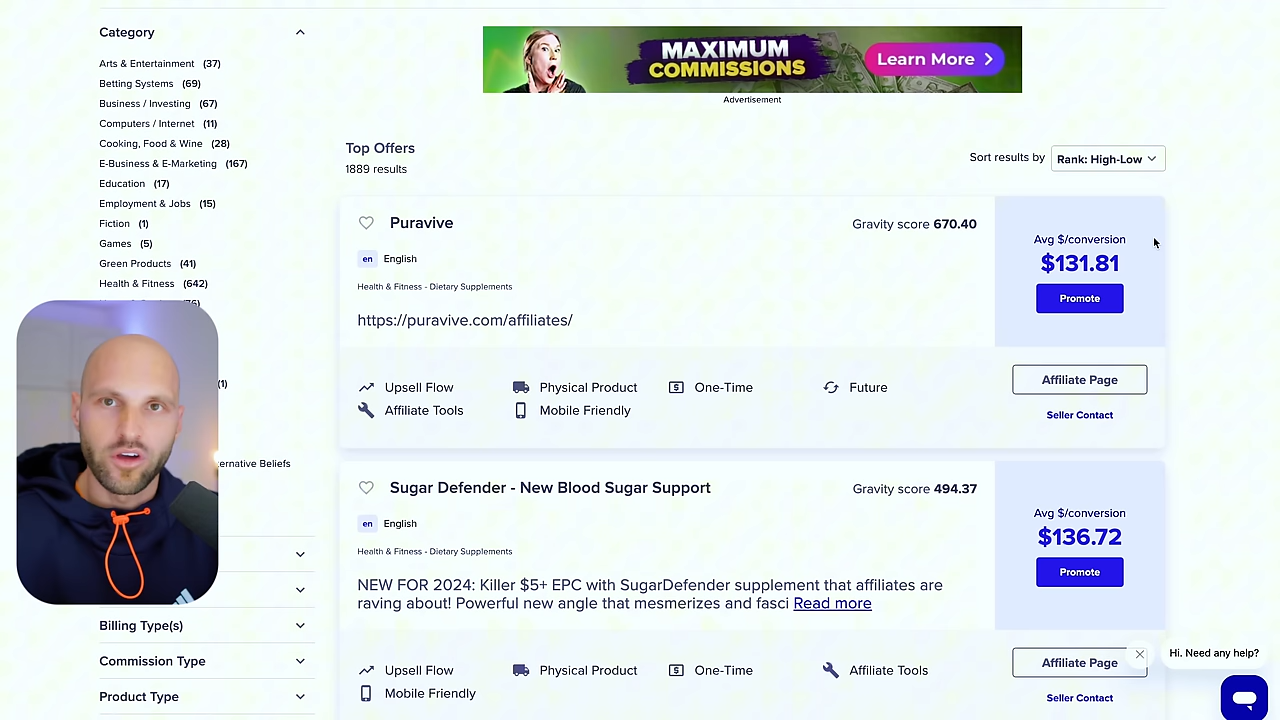 Category
Arts & Entertainment (37)
Betting Systems (69)
Business / Investing (67)
Computers / Internet (11)
Cooking, Food & Wine (28)
E-Business & E-Marketing (167)
Education (17)
Employment & Jobs (15)
Fiction (1)
Games (5)
Green Products (41)
Health & Fitness (642)
(1)
ernative Beliefs
Billing Type(s)
Commission Type
Product Type
MAXIMUM
COMMISSIONS
Learn More
Advertisement
Top Offers
1889 results
Sort results by Rank: High-Low
Puravive
Gravity score 670.40
en English
Health & Fitness - Dietary Supplements
https://puravive.com/affiliates/
Avg $/conversion
$131.81
Promote
Upsell Flow Physical Product One-Time Future
Affiliate Tools Mobile Friendly
Affiliate Page
Seller Contact
Sugar Defender - New Blood Sugar Support
Gravity score 494.37
en English
Health & Fitness - Dietary Supplements
NEW FOR 2024: Killer $5+ EPC with SugarDefender supplement that affiliates are
raving about! Powerful new angle that mesmerizes and fasci Read more
Avg $/conversion
$136.72
Promote
Upsell Flow Physical Product One-Time Affiliate Tools
Mobile Friendly
Affiliate Page
Seller Contact
Hi. Need any help?